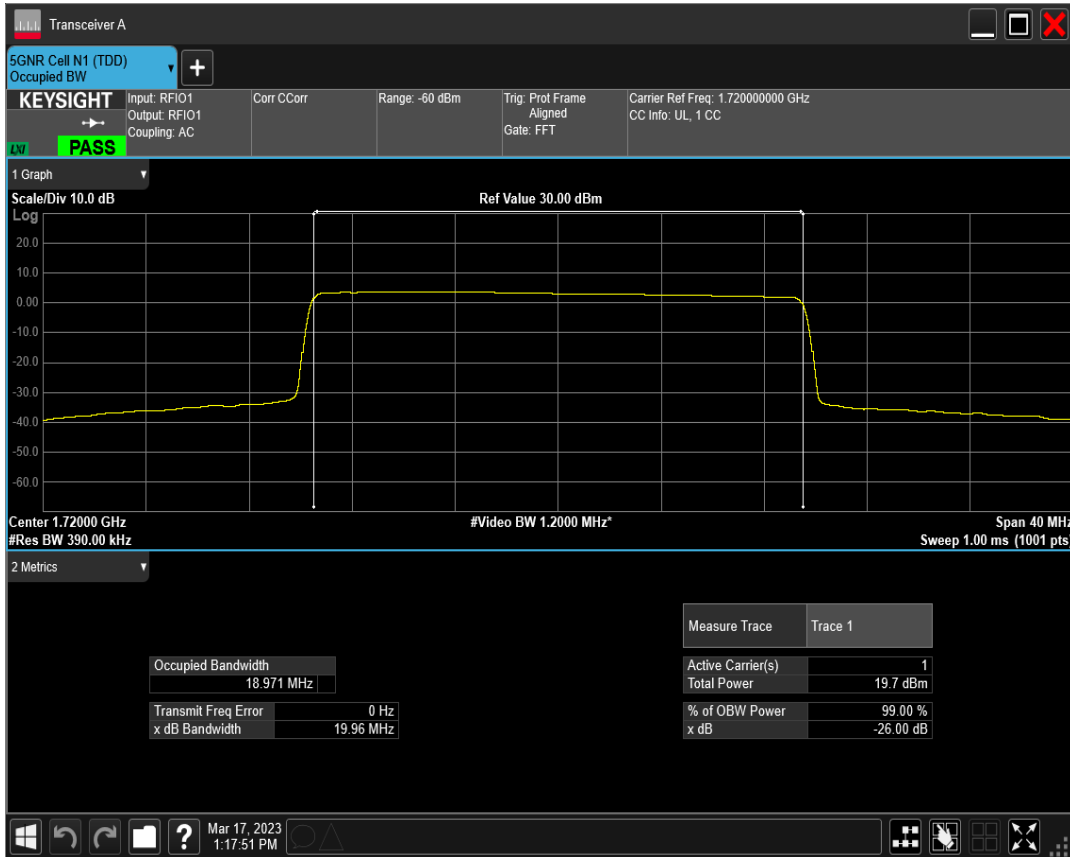 Transceiver A
5GNR Cell N1 (TDD)
Occupied BW
+
KEYSIGHT
LXI
PASS
Input: RFIO1
Output: RFIO1
Coupling: AC
Corr CCorr
Range: -60 dBm
Trig: Prot Frame
Aligned
Gate: FFT
Carrier Ref Freq: 1.720000000 GHz
CC Info: UL, 1 CC
1 Graph
Scale/Div 10.0 dB
Ref Value 30.00 dBm
Log
20.0
10.0
0.00
-10.0
-20.0
-30.0
-40.0
-50.0
-60.0
Center 1.72000 GHz
#Video BW 1.2000 MHz*
Span 40 MHz
#Res BW 390.00 kHz
Sweep 1.00 ms (1001 pts)
2 Metrics
Measure Trace Trace 1
Occupied Bandwidth
18.971 MHz
Active Carrier(s) 1
Total Power 19.7 dBm
Transmit Freq Error 0 Hz
x dB Bandwidth 19.96 MHz
% of OBW Power 99.00 %
x dB -26.00 dB
?
Mar 17, 2023
1:17:51 PM